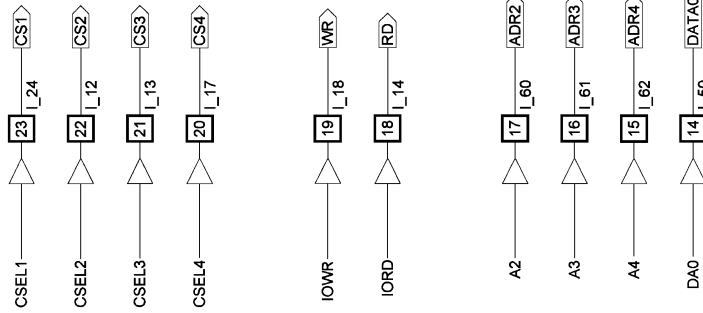 CS1
CS2
CS3
CS4
WR
RD
ADR2
ADR3
ADR4
I_24
I_12
I_13
I_17
I_18
I_14
I_60
I_61
I_62
23
22
21
20
19
18
17
16
15
14
CSEL1
CSEL2
CSEL3
CSEL4
IOWR
IORD
A2
A3
A4
DA0